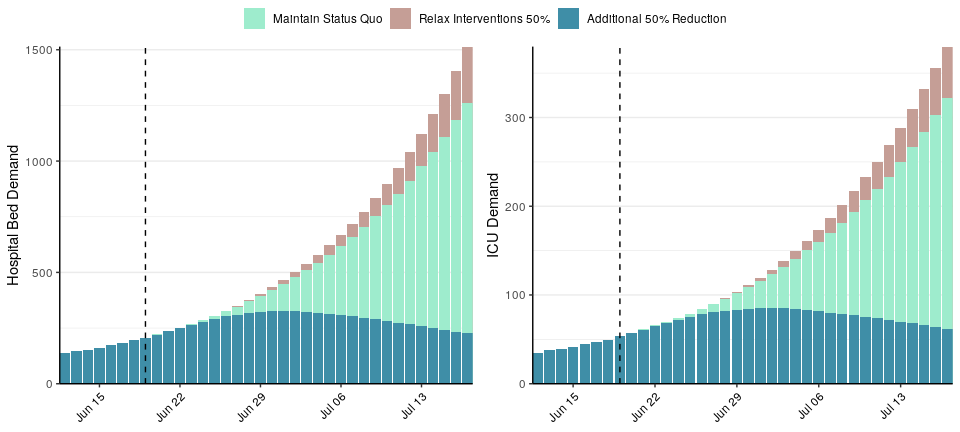 Maintain Status Quo Relax Interventions 50% Additional 50% Reduction
Hospital Bed Demand
1500
1000
500
0
Jun 15 Jun 22 Jun 29 Jul 06 Jul 13
ICU Demand
300
200
100
0
Jun 15 Jun 22 Jun 29 Jul 06 Jul 13